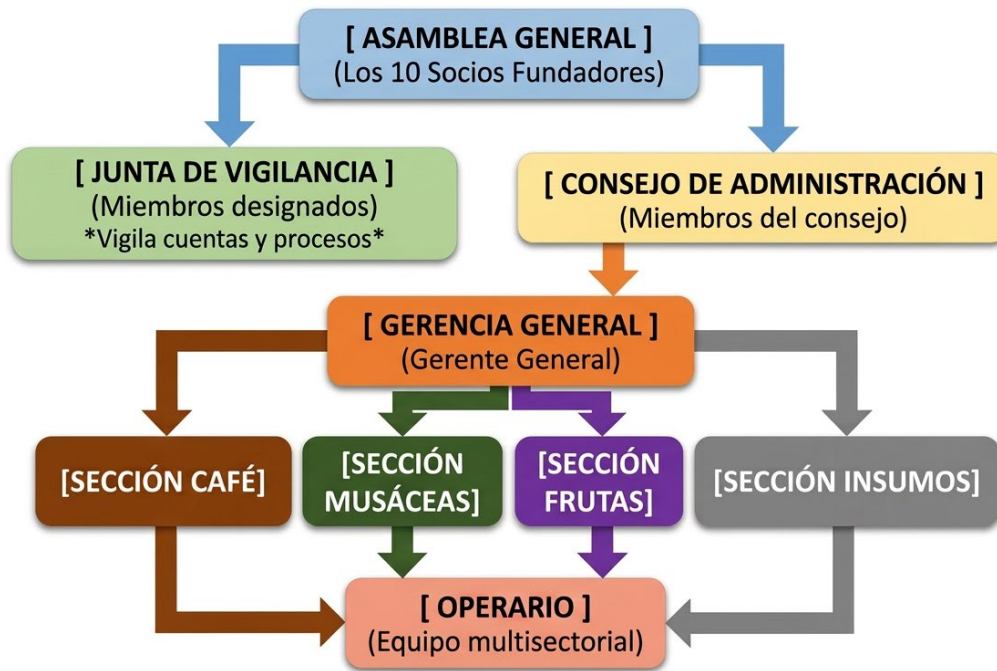 [ ASAMBLEA GENERAL ]
(Los 10 Socios Fundadores)
[ JUNTA DE VIGILANCIA ]
(Miembros designados)
*Vigila cuentas y procesos*
[ CONSEJO DE ADMINISTRACIÓN ]
(Miembros del consejo)
[ GERENCIA GENERAL ]
(Gerente General)
[SECCIÓN CAFÉ]
[SECCIÓN
MUSÁCEAS]
[SECCIÓN
FRUTAS]
[SECCIÓN INSUMOS]
[ OPERARIO ]
(Equipo multisectorial)